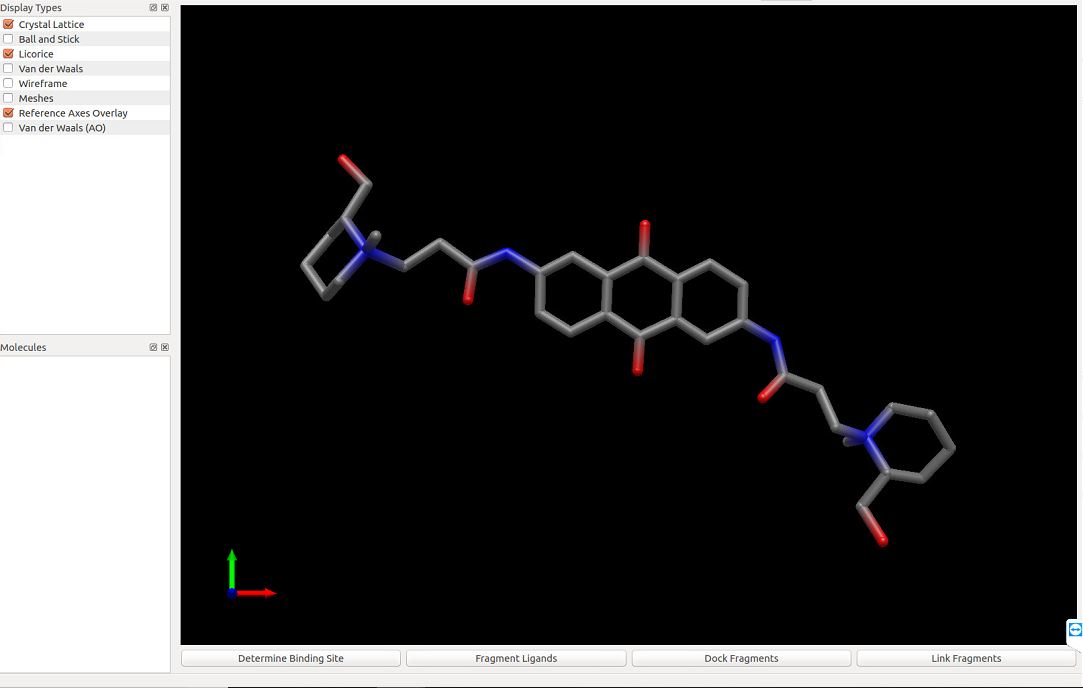 Display Types
Crystal Lattice
Ball and Stick
Licorice
Van der Waals
Wireframe
Meshes
Reference Axes Overlay
Van der Waals (AO)
Molecules
Determine Binding Site
Fragment Ligands
Dock Fragments
Link Fragments